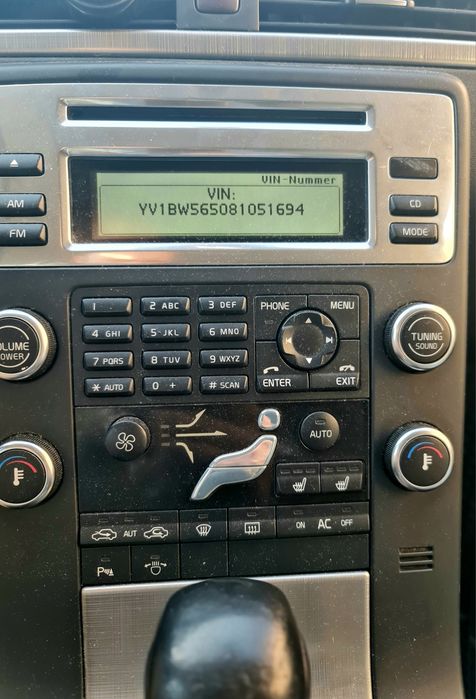 VIN-Nummer
VIN:
YV1BW565081051694
AM
FM
CD
MODE
VOLUME
POWER
TUNING
SOUND
1 2 ABC 3 DEF
4 GHI 5 JKL 6 MNO
7 PQRS 8 TUV 9 WXYZ
* AUTO 0 + # SCAN
PHONE MENU
ENTER EXIT
AUTO
AUT
ON AC OFF
P